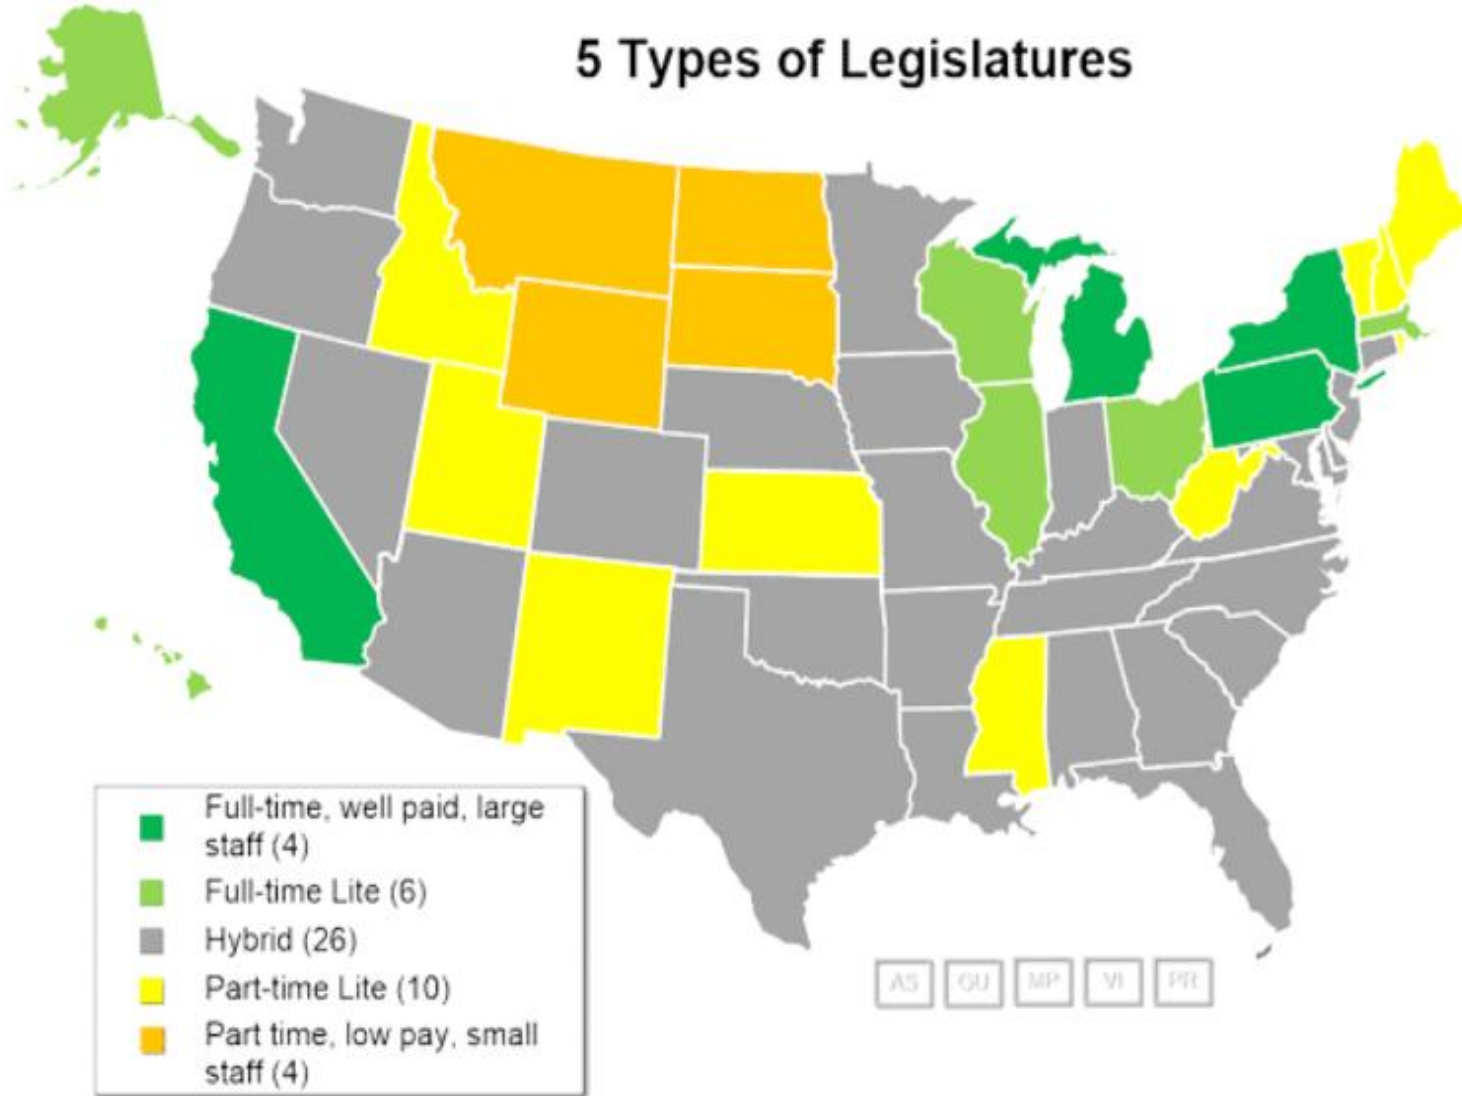 5 Types of Legislatures
Full-time, well paid, large
staff (4)
Full-time Lite (6)
Hybrid (26)
Part-time Lite (10)
Part time, low pay, small
staff (4)
AS GU MP VI PR